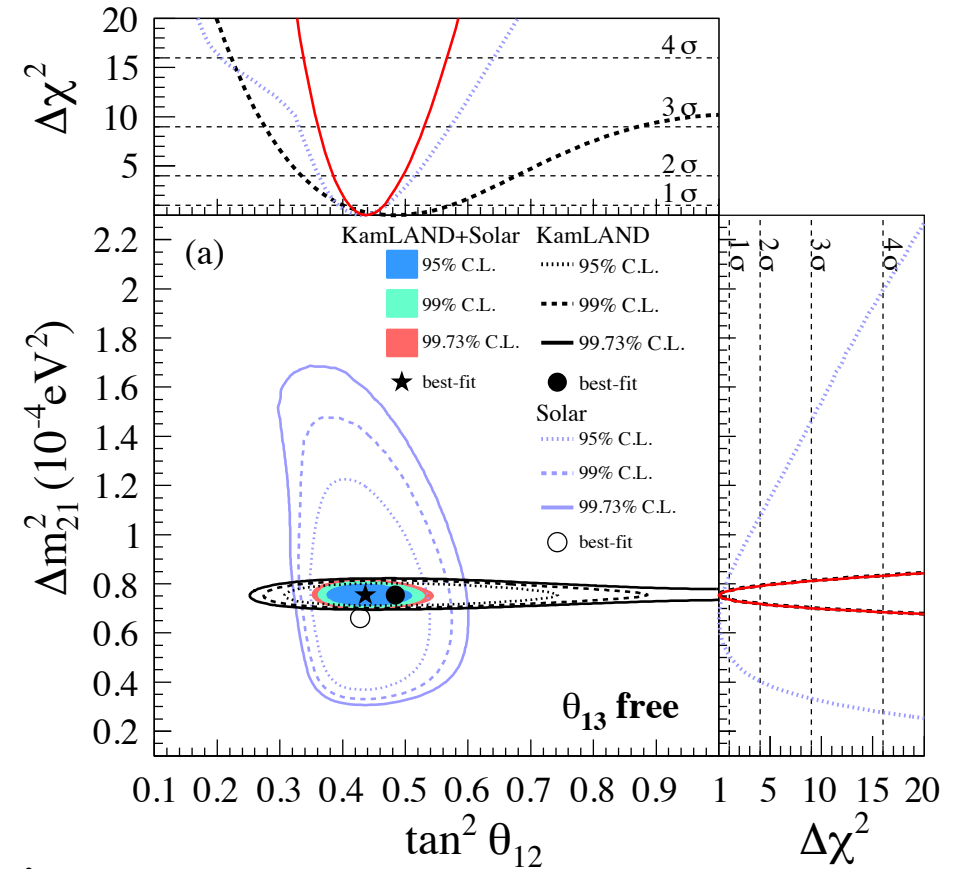 Δχ²
20
15
10
5
4 σ
3 σ
2 σ
1 σ
(a)
KamLAND+Solar
95% C.L.
99% C.L.
99.73% C.L.
best-fit
KamLAND
95% C.L.
99% C.L.
99.73% C.L.
best-fit
Solar
95% C.L.
99% C.L.
99.73% C.L.
best-fit
θ₁₃ free
Δm²₂₁ (10⁻⁴eV²)
2.2
2
1.8
1.6
1.4
1.2
1
0.8
0.6
0.4
0.2
1σ 2σ 3σ 4σ
0.1 0.2 0.3 0.4 0.5 0.6 0.7 0.8 0.9 1 5 10 15 20
tan² θ₁₂
Δχ²